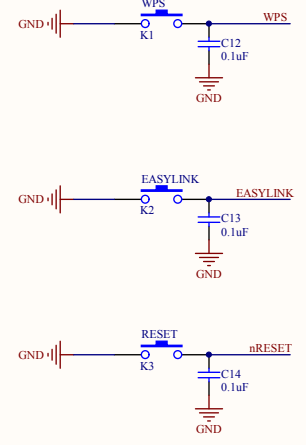 WPS
GND WPS
K1
C12
0.1uF
GND
EASYLINK
GND EASYLINK
K2
C13
0.1uF
GND
RESET
GND nRESET
K3
C14
0.1uF
GND